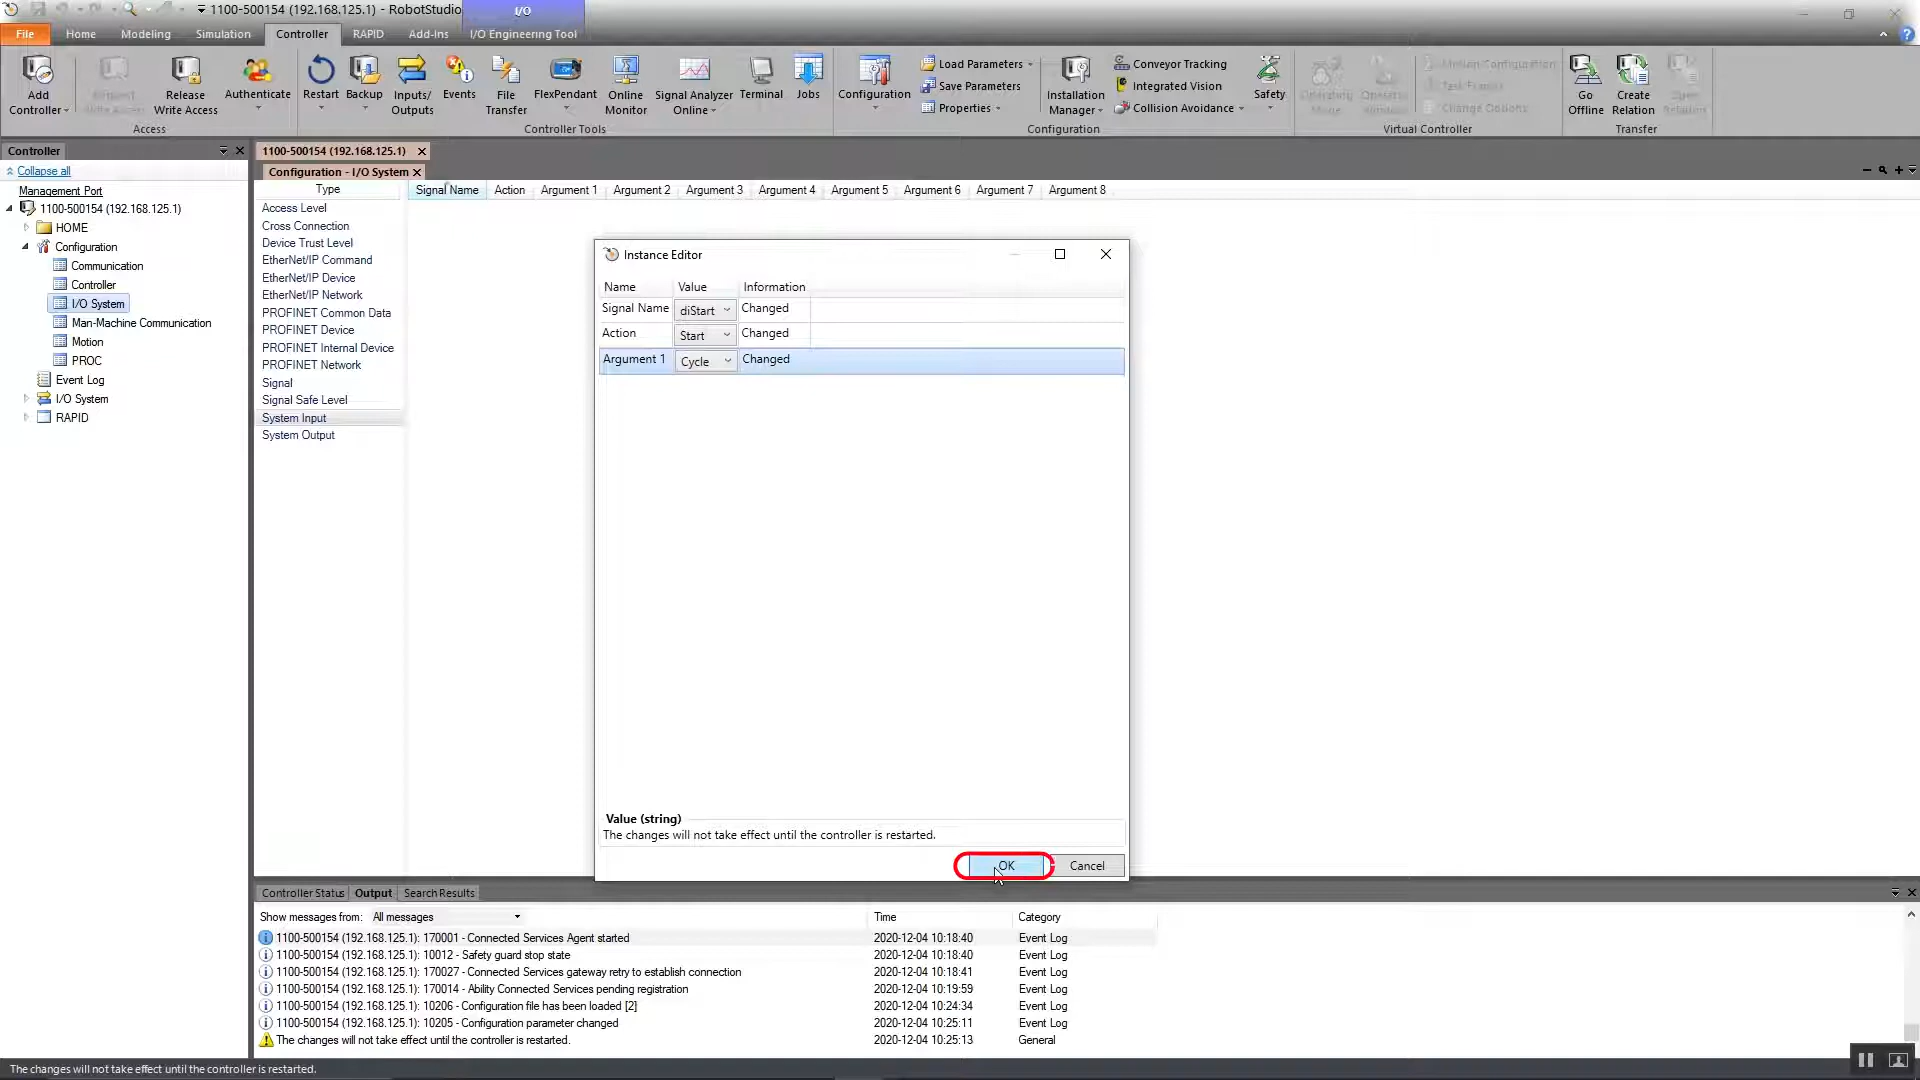 1100-500154 (192.168.125.1) - RobotStudio
I/O
File Home Modeling Simulation Controller RAPID Add-Ins I/O Engineering Tool
Add Controller
Request Write Access
Release Write Access
Authenticate
Access
Restart
Backup
Inputs/ Outputs
Events
File Transfer
FlexPendant
Online Monitor
Signal Analyzer Online
Terminal
Jobs
Controller Tools
Configuration
Load Parameters
Save Parameters
Properties
Installation Manager
Conveyor Tracking
Integrated Vision
Collision Avoidance
Safety
Configuration
Operating Mode
Motion Configuration
Task Frames
Change Options
Virtual Controller
Go Offline
Create Relation
Open Relation
Transfer
Controller
Collapse all
Management Port
1100-500154 (192.168.125.1)
HOME
Configuration
Communication
Controller
I/O System
Man-Machine Communication
Motion
PROC
Event Log
I/O System
RAPID
1100-500154 (192.168.125.1)
Configuration - I/O System
Type
Access Level
Cross Connection
Device Trust Level
EtherNet/IP Command
EtherNet/IP Device
EtherNet/IP Network
PROFINET Common Data
PROFINET Device
PROFINET Internal Device
PROFINET Network
Signal
Signal Safe Level
System Input
System Output
Signal Name Action Argument 1 Argument 2 Argument 3 Argument 4 Argument 5 Argument 6 Argument 7 Argument 8
Instance Editor
Name Value Information
Signal Name diStart Changed
Action Start Changed
Argument 1 Cycle Changed
Value (string)
The changes will not take effect until the controller is restarted.
OK Cancel
Controller Status Output Search Results
Show messages from: All messages Time Category
1100-500154 (192.168.125.1): 170001 - Connected Services Agent started 2020-12-04 10:18:40 Event Log
1100-500154 (192.168.125.1): 10012 - Safety guard stop state 2020-12-04 10:18:40 Event Log
1100-500154 (192.168.125.1): 170027 - Connected Services gateway retry to establish connection 2020-12-04 10:18:41 Event Log
1100-500154 (192.168.125.1): 170014 - Ability Connected Services pending registration 2020-12-04 10:19:59 Event Log
1100-500154 (192.168.125.1): 10206 - Configuration file has been loaded [2] 2020-12-04 10:24:34 Event Log
1100-500154 (192.168.125.1): 10205 - Configuration parameter changed 2020-12-04 10:25:11 Event Log
The changes will not take effect until the controller is restarted. 2020-12-04 10:25:13 General
The changes will not take effect until the controller is restarted.